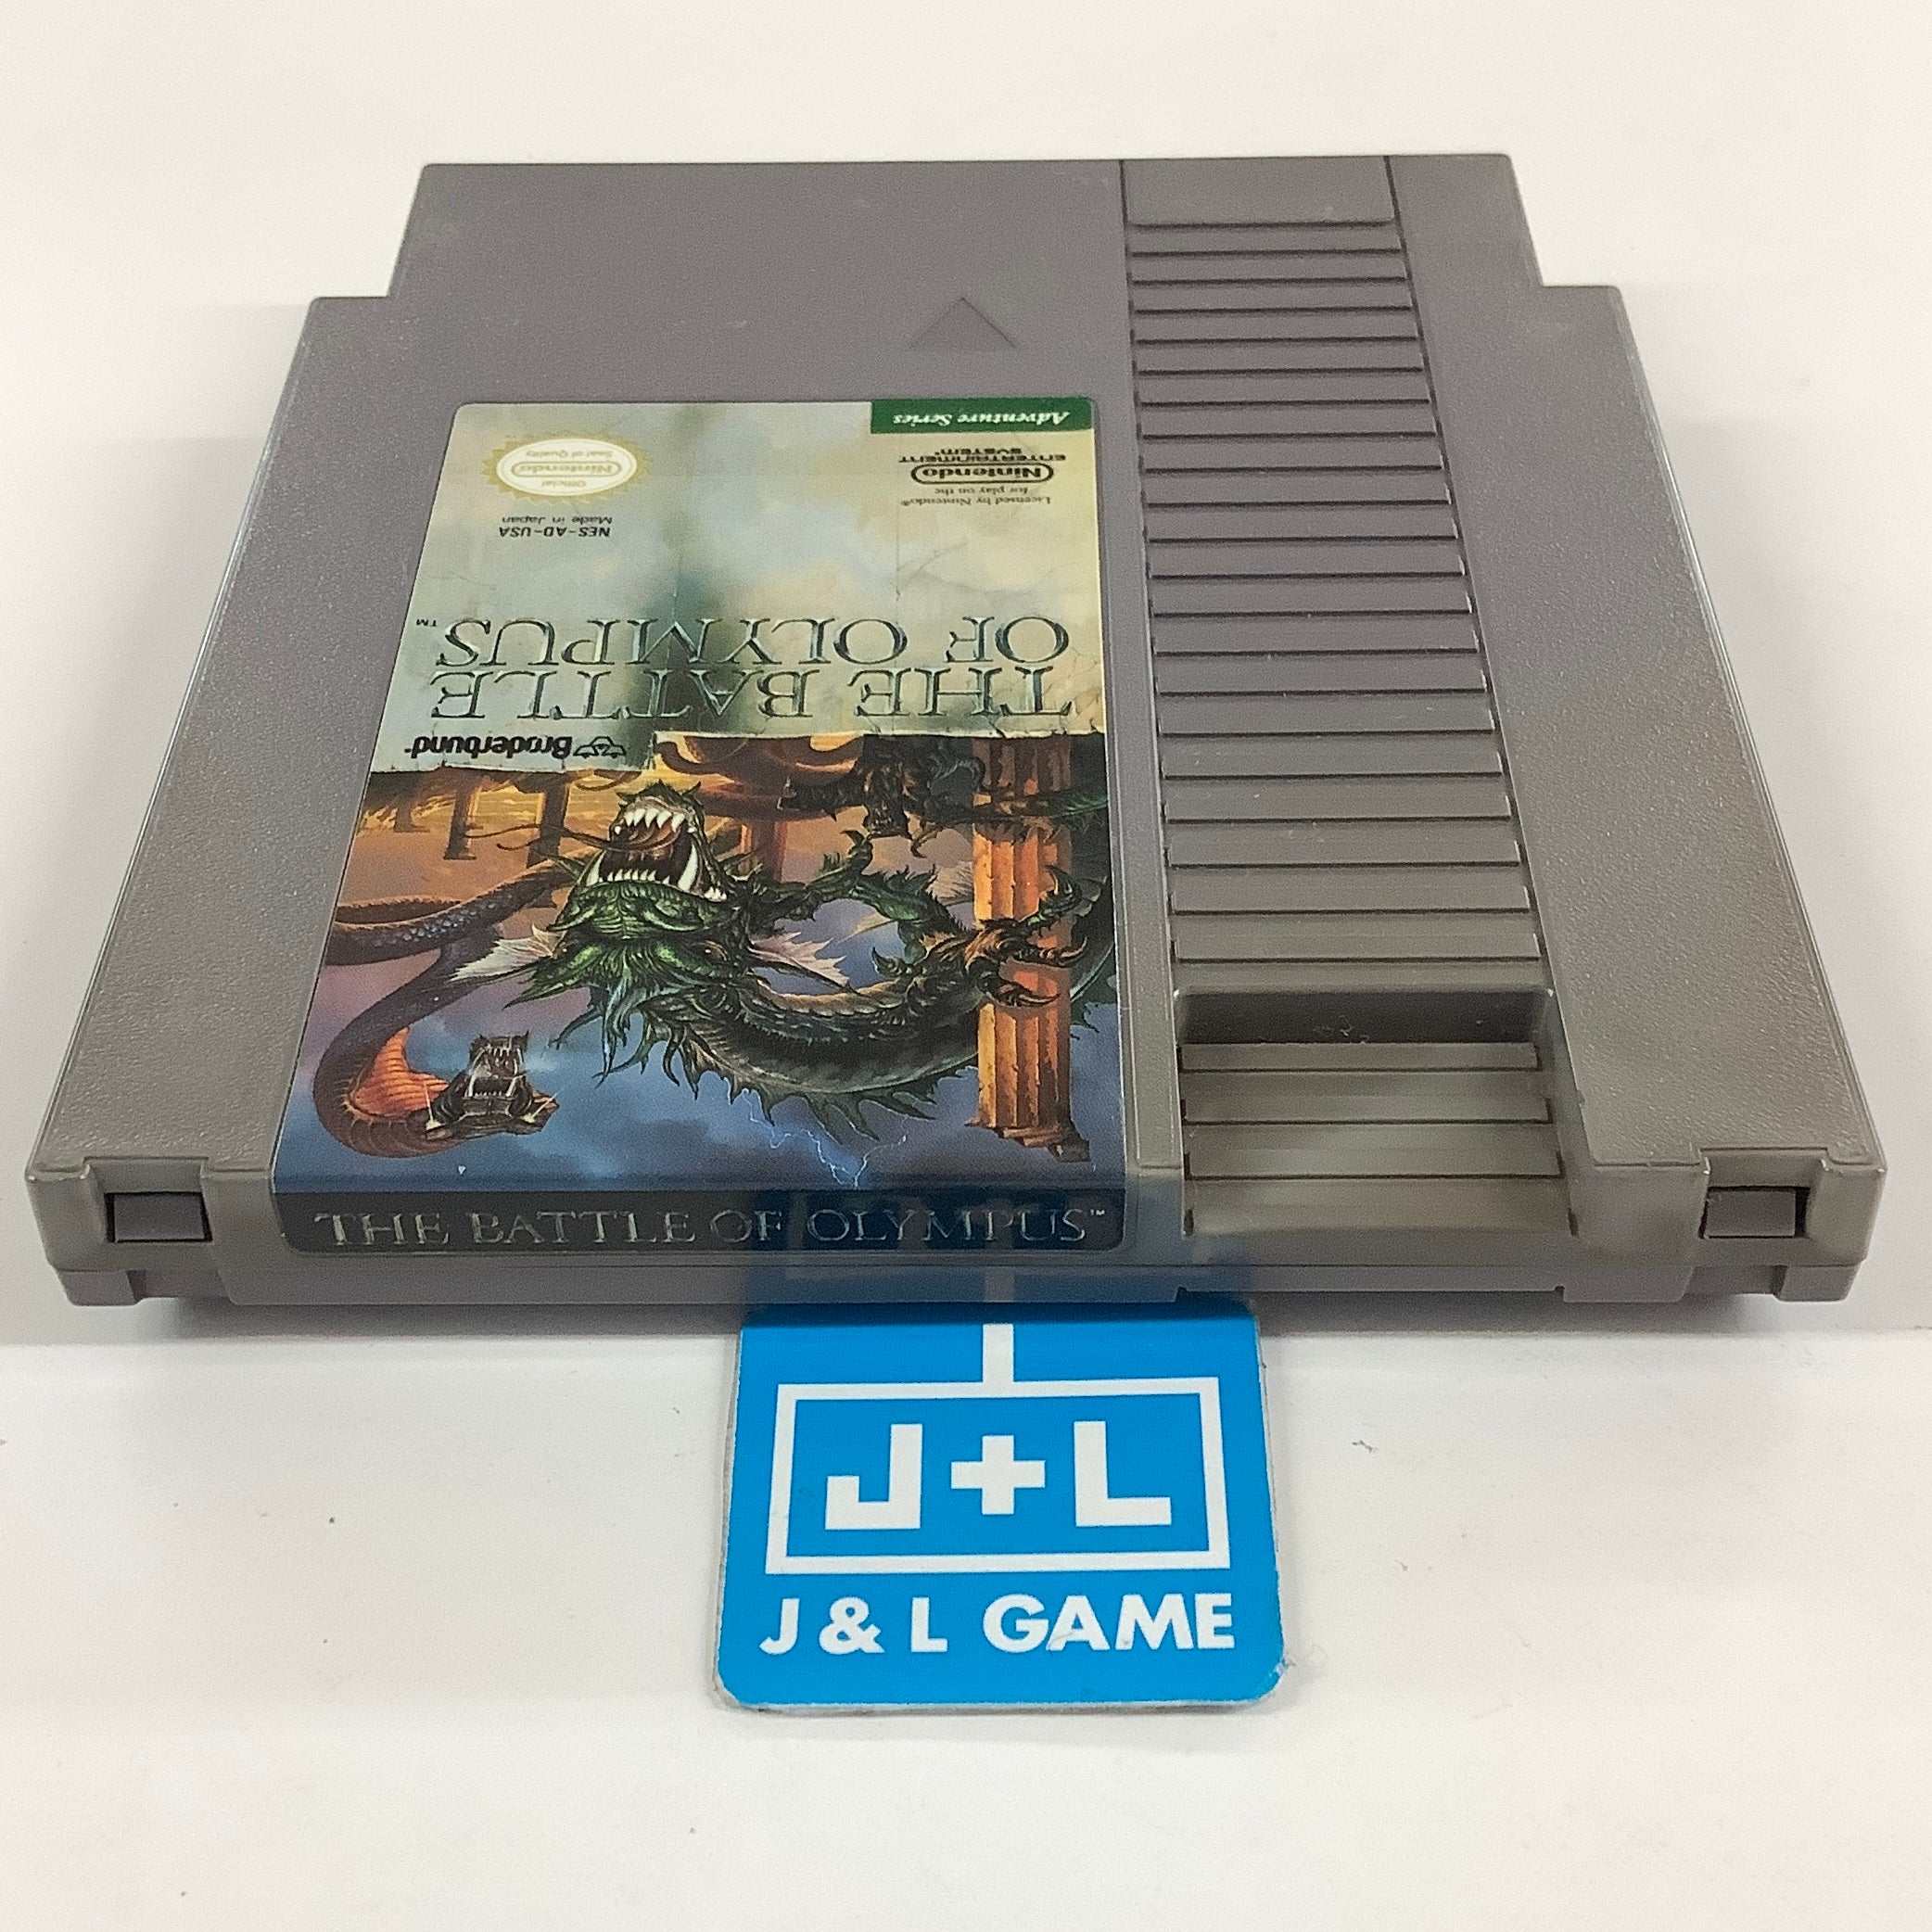 Adventure Series
Nintendo
ENTERTAINMENT
SYSTEM™
Licensed by Nintendo®
for play on the
Official
Nintendo
Seal of Quality
NES-AD-USA
Made in Japan
THE BATTLE
OF OLYMPUS™
Brøderbund™
THE BATTLE OF OLYMPUS™
J+L
J & L GAME